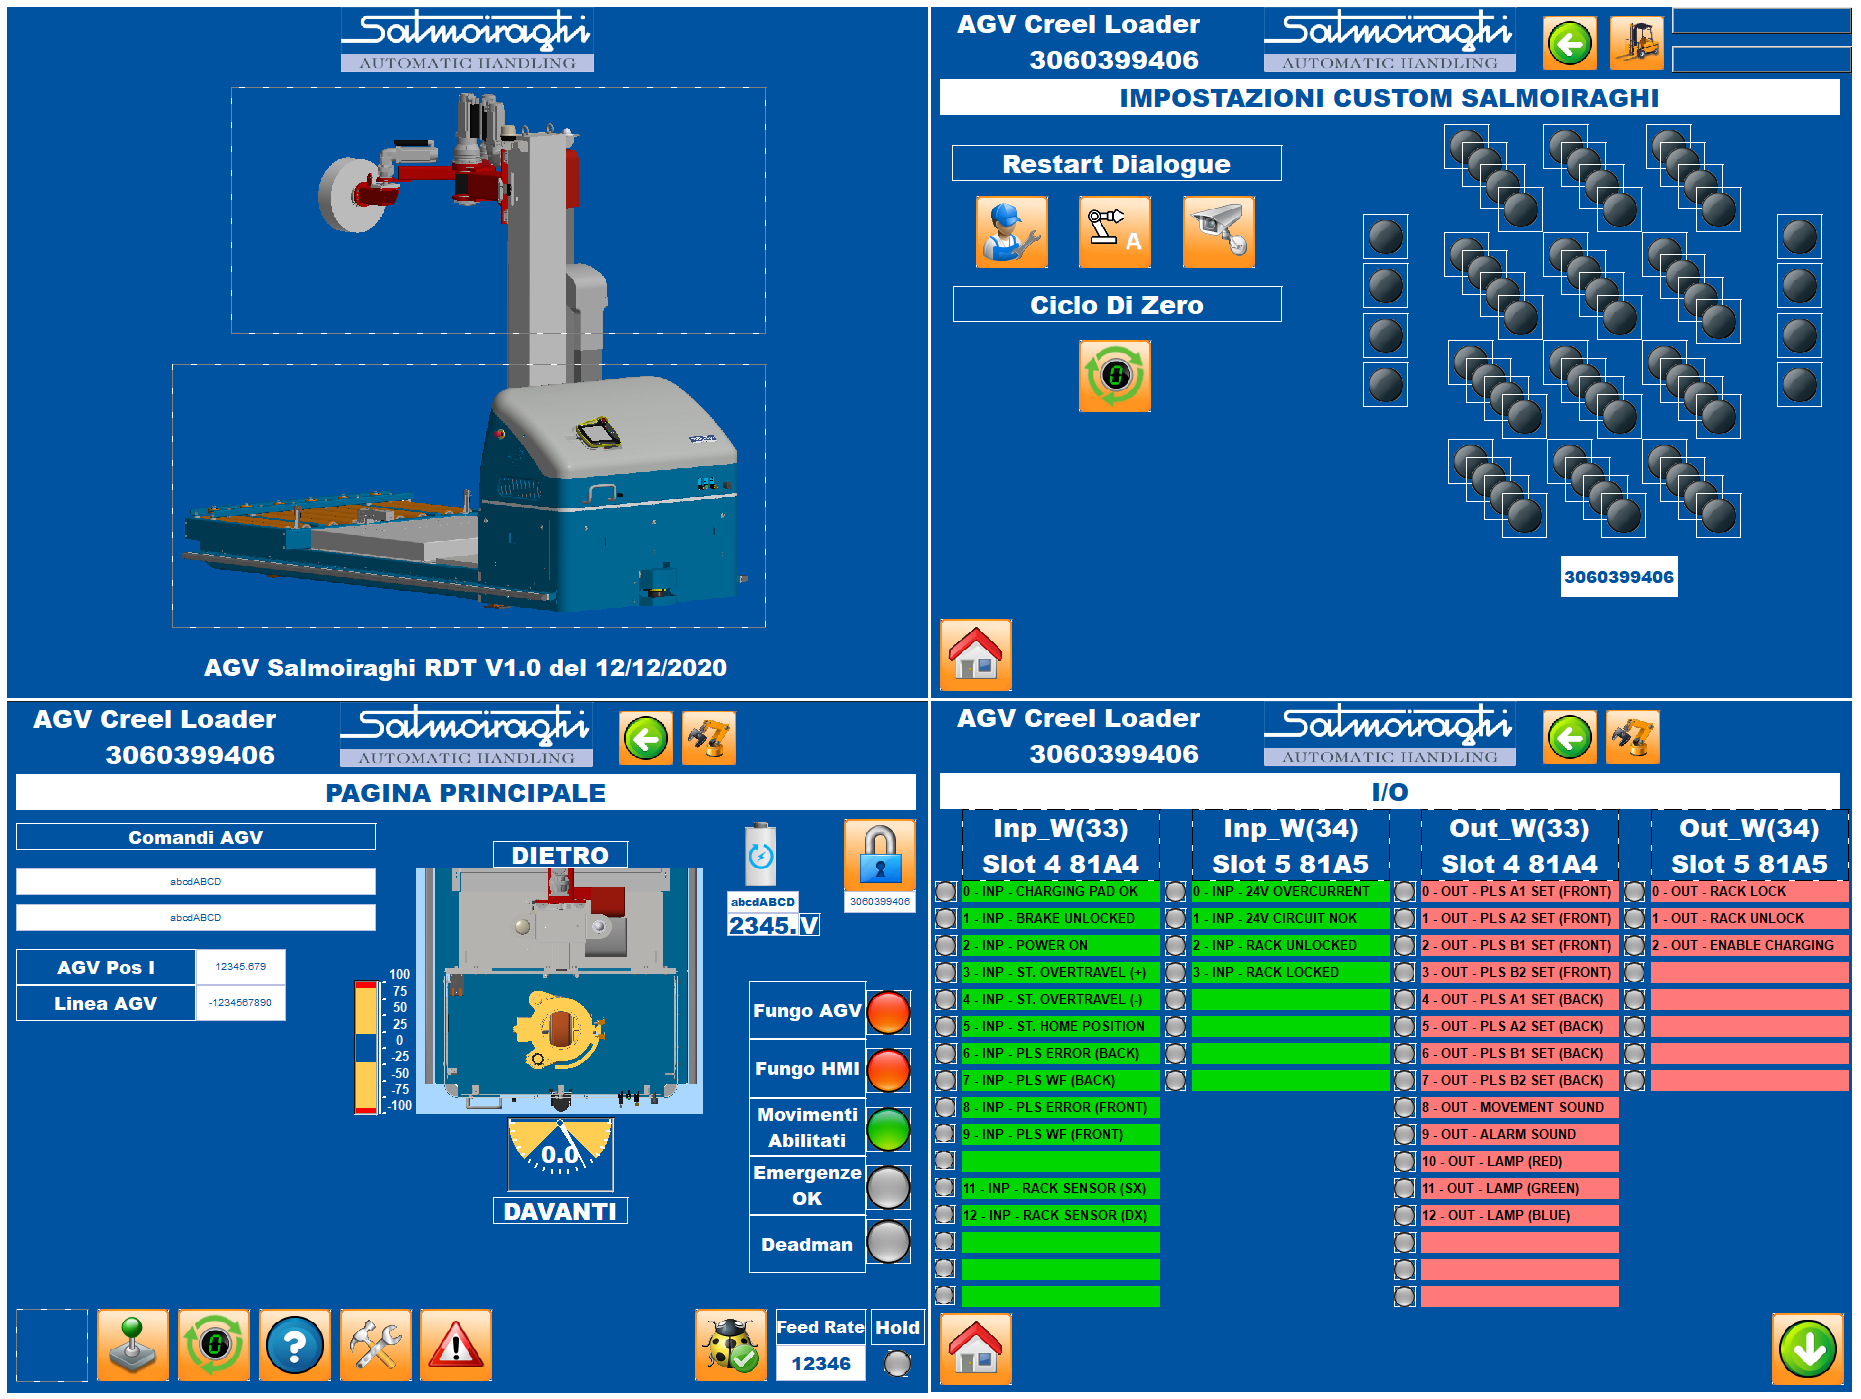 Salmoiraghi
AUTOMATIC HANDLING
AGV Salmoiraghi RDT V1.0 del 12/12/2020
AGV Creel Loader
3060399406
Salmoiraghi
AUTOMATIC HANDLING
IMPOSTAZIONI CUSTOM SALMOIRAGHI
Restart Dialogue
A
Ciclo Di Zero
0
3060399406
AGV Creel Loader
3060399406
Salmoiraghi
AUTOMATIC HANDLING
PAGINA PRINCIPALE
Comandi AGV
abcdABCD
abcdABCD
AGV Pos I
12345.679
Linea AGV
-1234567890
DIETRO
abcdABCD
2345.V
3060399406
100
75
50
25
0
-25
-50
-75
-100
0.0
DAVANTI
Fungo AGV
Fungo HMI
Movimenti
Abilitati
Emergenze
OK
Deadman
0
?
!
Feed Rate
12346
Hold
AGV Creel Loader
3060399406
Salmoiraghi
AUTOMATIC HANDLING
I/O
Inp_W(33)
Slot 4 81A4
0 - INP - CHARGING PAD OK
1 - INP - BRAKE UNLOCKED
2 - INP - POWER ON
3 - INP - ST. OVERTRAVEL (+)
4 - INP - ST. OVERTRAVEL (-)
5 - INP - ST. HOME POSITION
6 - INP - PLS ERROR (BACK)
7 - INP - PLS WF (BACK)
8 - INP - PLS ERROR (FRONT)
9 - INP - PLS WF (FRONT)
11 - INP - RACK SENSOR (SX)
12 - INP - RACK SENSOR (DX)
Inp_W(34)
Slot 5 81A5
0 - INP - 24V OVERCURRENT
1 - INP - 24V CIRCUIT NOK
2 - INP - RACK UNLOCKED
3 - INP - RACK LOCKED
Out_W(33)
Slot 4 81A4
0 - OUT - PLS A1 SET (FRONT)
1 - OUT - PLS A2 SET (FRONT)
2 - OUT - PLS B1 SET (FRONT)
3 - OUT - PLS B2 SET (FRONT)
4 - OUT - PLS A1 SET (BACK)
5 - OUT - PLS A2 SET (BACK)
6 - OUT - PLS B1 SET (BACK)
7 - OUT - PLS B2 SET (BACK)
8 - OUT - MOVEMENT SOUND
9 - OUT - ALARM SOUND
10 - OUT - LAMP (RED)
11 - OUT - LAMP (GREEN)
12 - OUT - LAMP (BLUE)
Out_W(34)
Slot 5 81A5
0 - OUT - RACK LOCK
1 - OUT - RACK UNLOCK
2 - OUT - ENABLE CHARGING